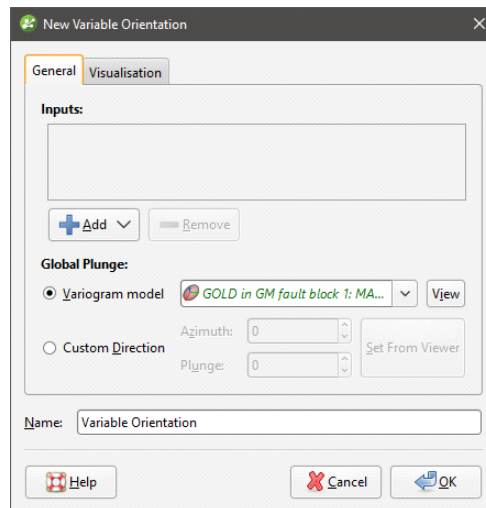 New Variable Orientation
General Visualisation
Inputs:
Add Remove
Global Plunge:
Variogram model GOLD in GM fault block 1: MA... View
Azimuth: 0
Custom Direction Set From Viewer
Plunge: 0
Name: Variable Orientation
Help Cancel OK